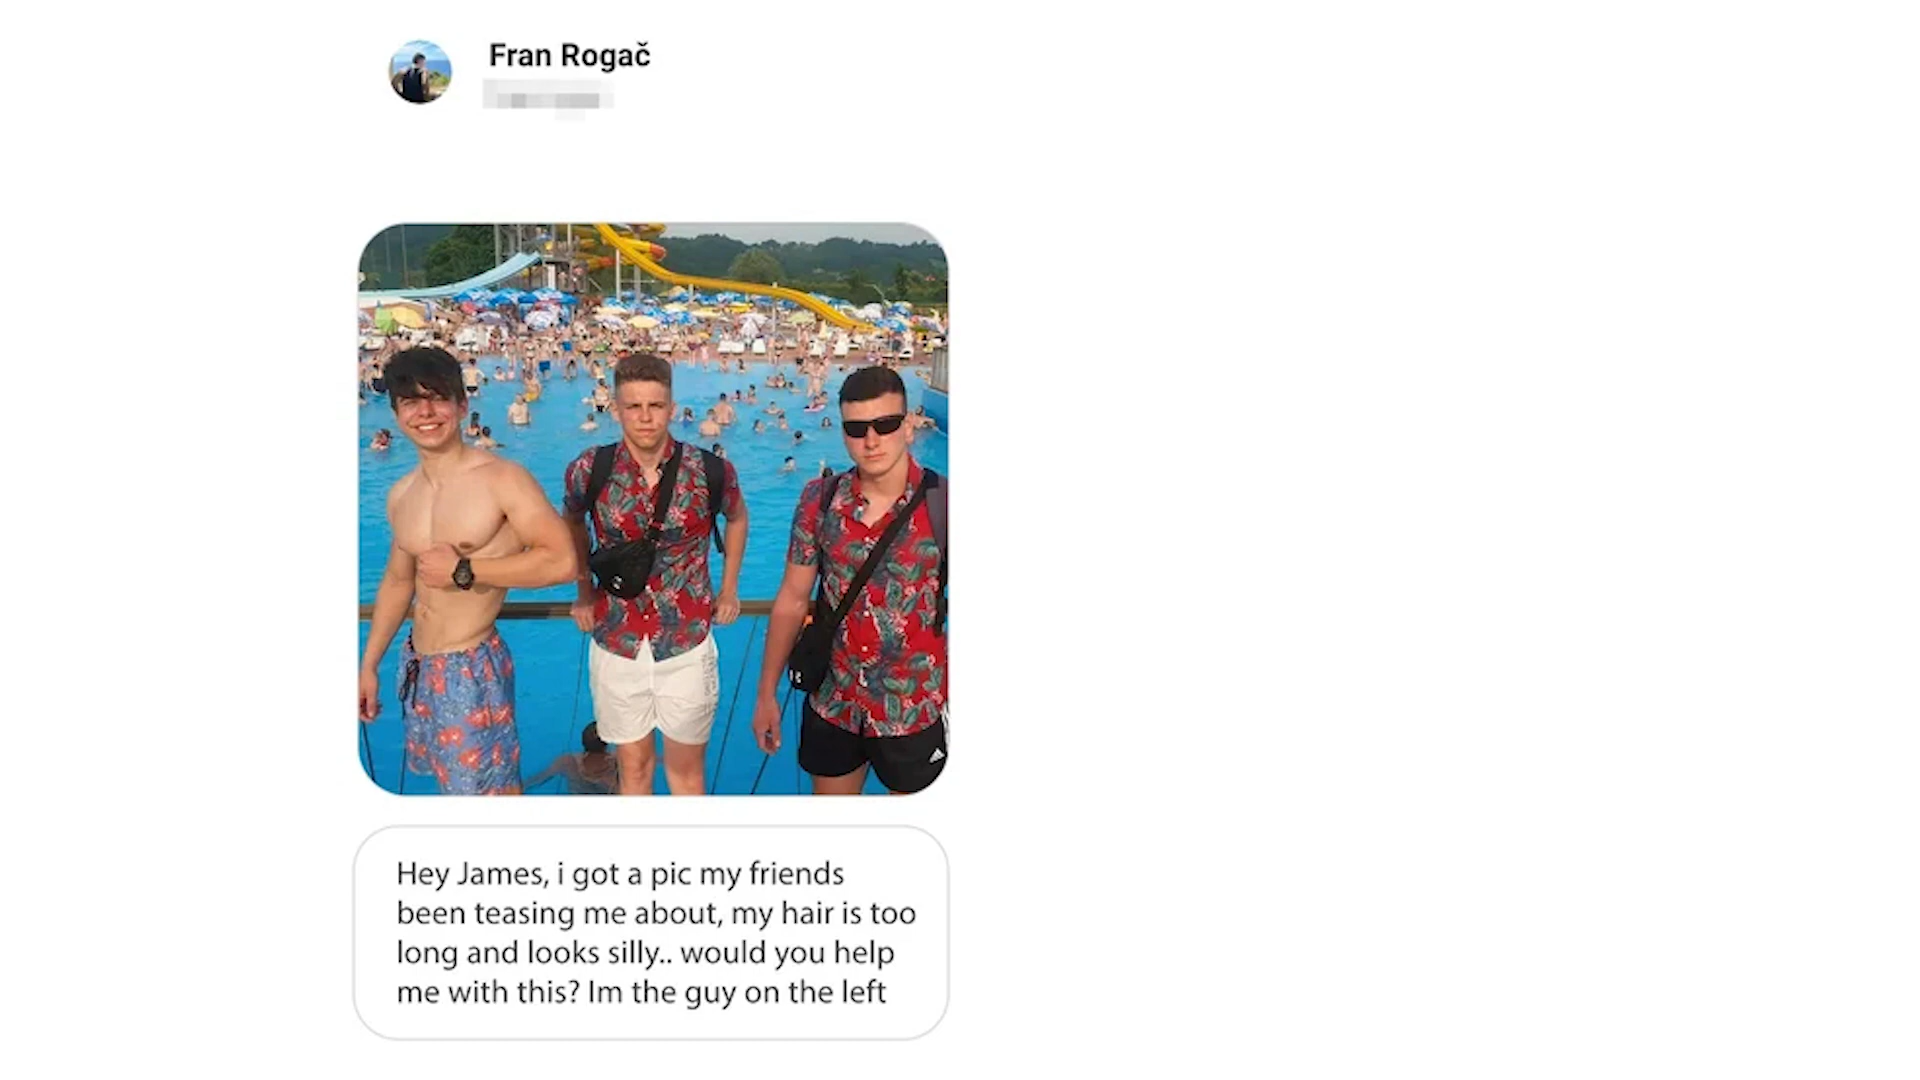 Fran Rogač
Hey James, i got a pic my friends
been teasing me about, my hair is too
long and looks silly.. would you help
me with this? Im the guy on the left